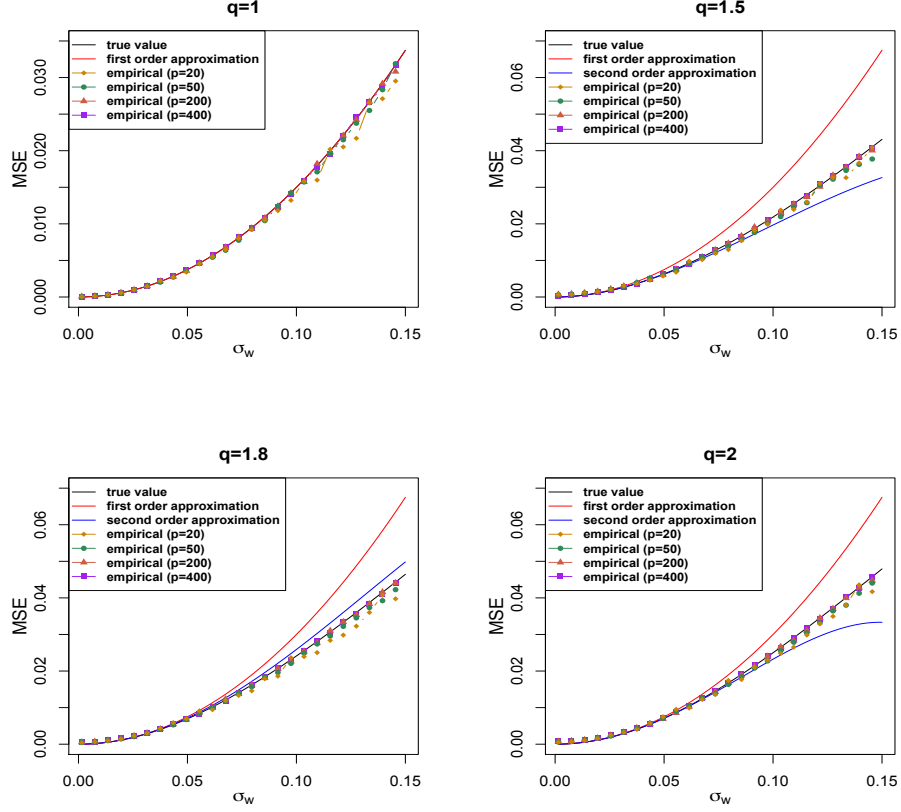 q=1
true value
first order approximation
empirical (p=20)
empirical (p=50)
empirical (p=200)
empirical (p=400)
MSE
0.000
0.010
0.020
0.030
0.00
0.05
0.10
0.15
σw
q=1.5
true value
first order approximation
second order approximation
empirical (p=20)
empirical (p=50)
empirical (p=200)
empirical (p=400)
MSE
0.00
0.02
0.04
0.06
0.00
0.05
0.10
0.15
σw
q=1.8
true value
first order approximation
second order approximation
empirical (p=20)
empirical (p=50)
empirical (p=200)
empirical (p=400)
MSE
0.00
0.02
0.04
0.06
0.00
0.05
0.10
0.15
σw
q=2
true value
first order approximation
second order approximation
empirical (p=20)
empirical (p=50)
empirical (p=200)
empirical (p=400)
MSE
0.00
0.02
0.04
0.06
0.00
0.05
0.10
0.15
σw